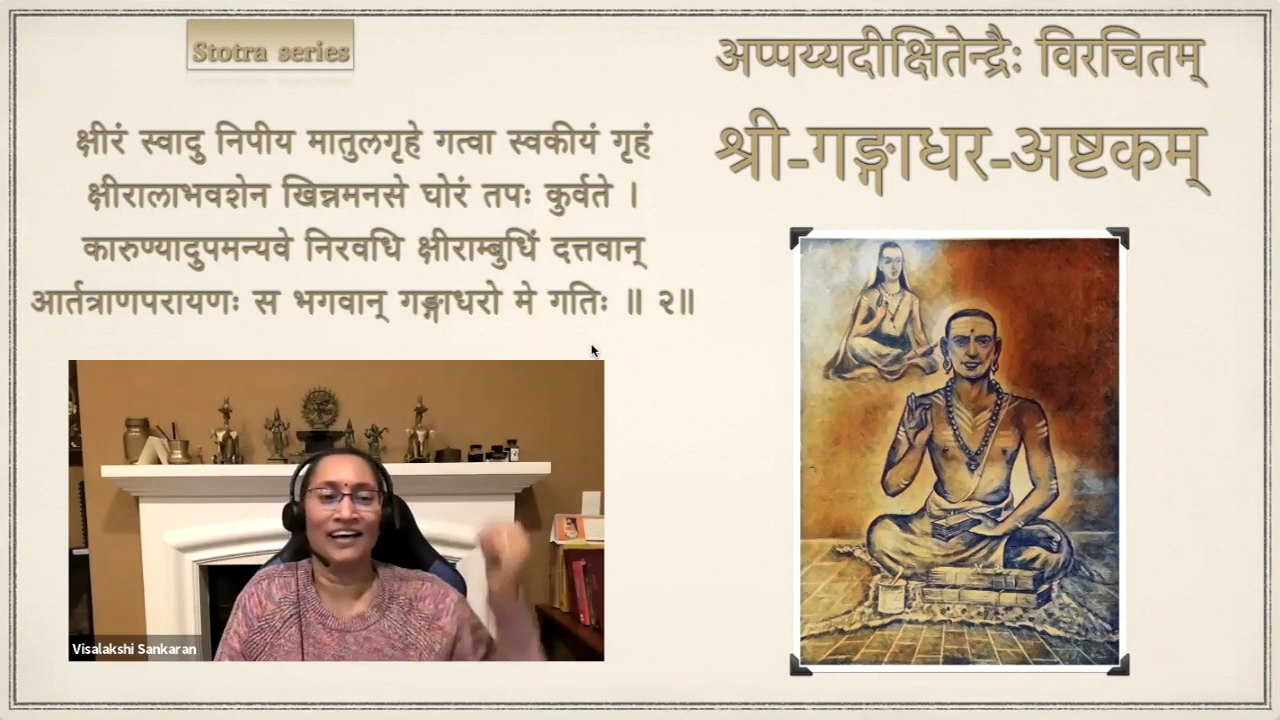 Stotra series
अप्पय्यदीक्षितेन्द्रैः विरचितम्
श्री-गङ्गाधर-अष्टकम्
क्षीरं स्वादु निपीय मातुलगृहे गत्वा स्वकीयं गृहं
क्षीरालाभवशेन खिन्नमनसे घोरं तपः कुर्वते ।
कारुण्यादुपमन्यवे निरवधि क्षीराम्बुधिं दत्तवान्
आर्तत्राणपरायणः स भगवान् गङ्गाधरो मे गतिः ॥ २॥
Visalakshi Sankaran